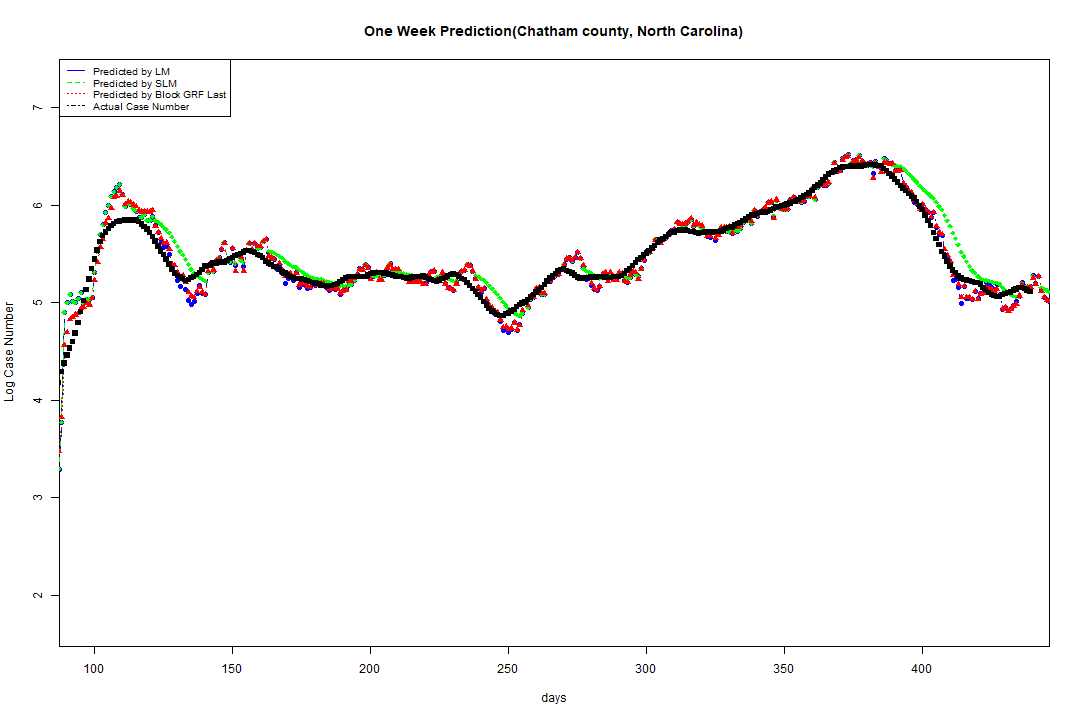 One Week Prediction(Chatham county, North Carolina)
Predicted by LM
Predicted by SLM
Predicted by Block GRF Last
Actual Case Number
Log Case Number
7
6
5
4
3
2
100 150 200 250 300 350 400
days